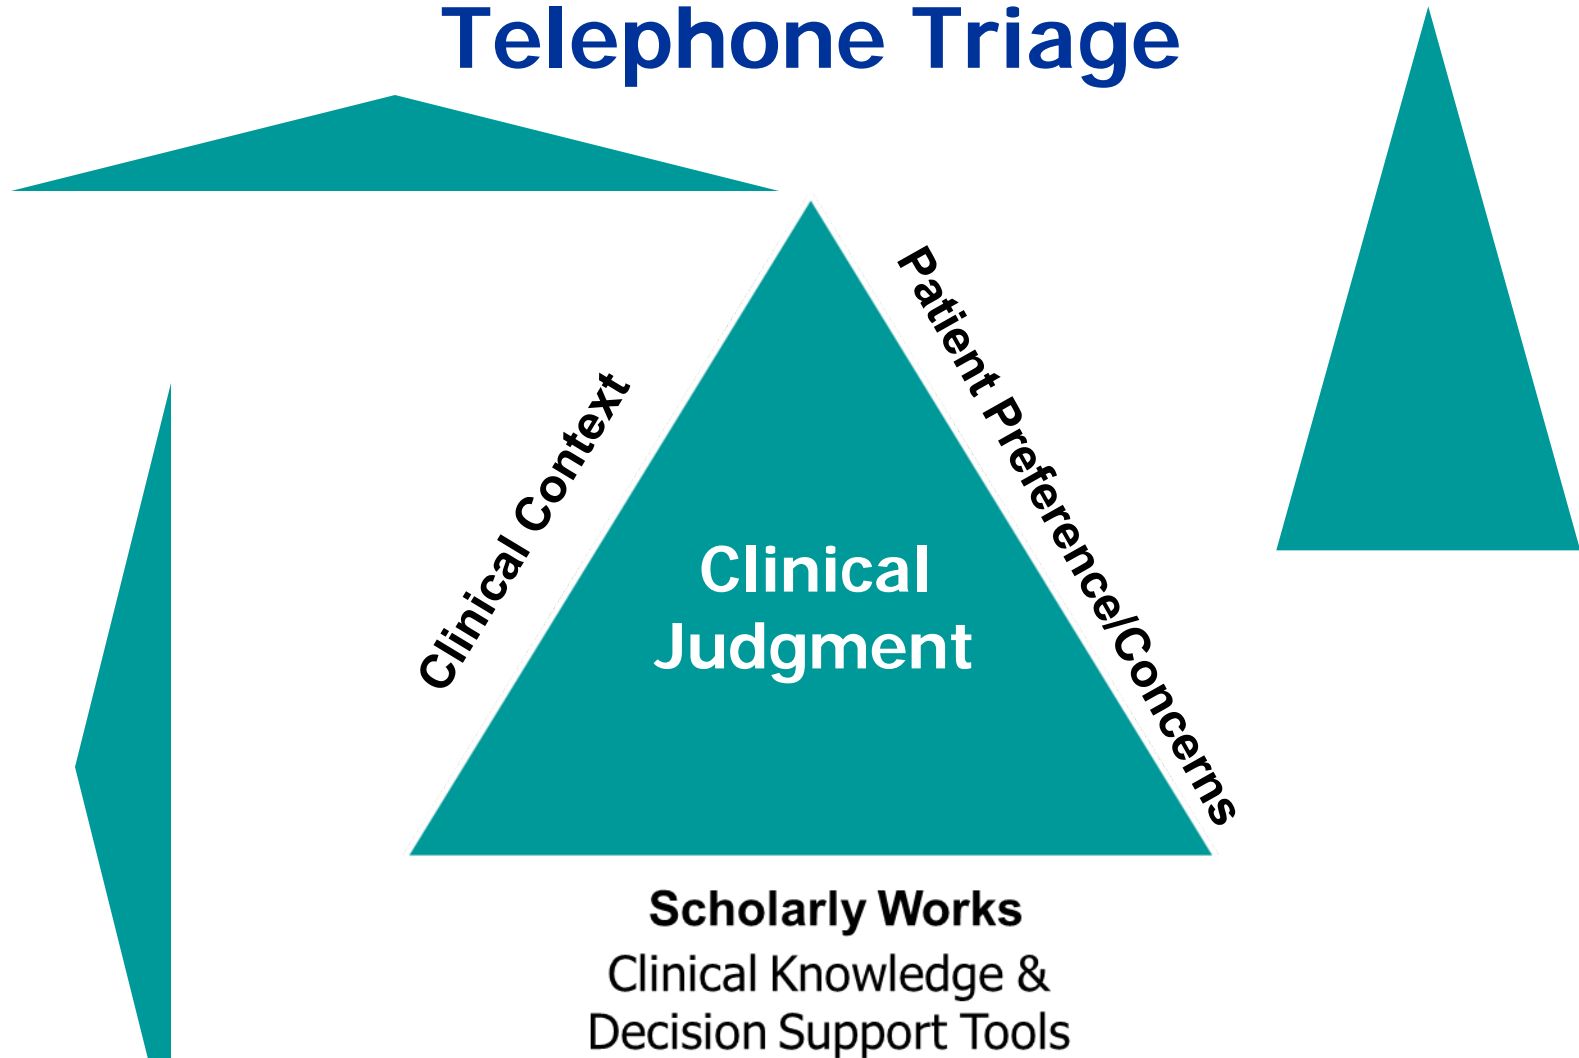 Telephone Triage
Clinical Context
Patient Preference/Concerns
Clinical
Judgment
Scholarly Works
Clinical Knowledge &
Decision Support Tools